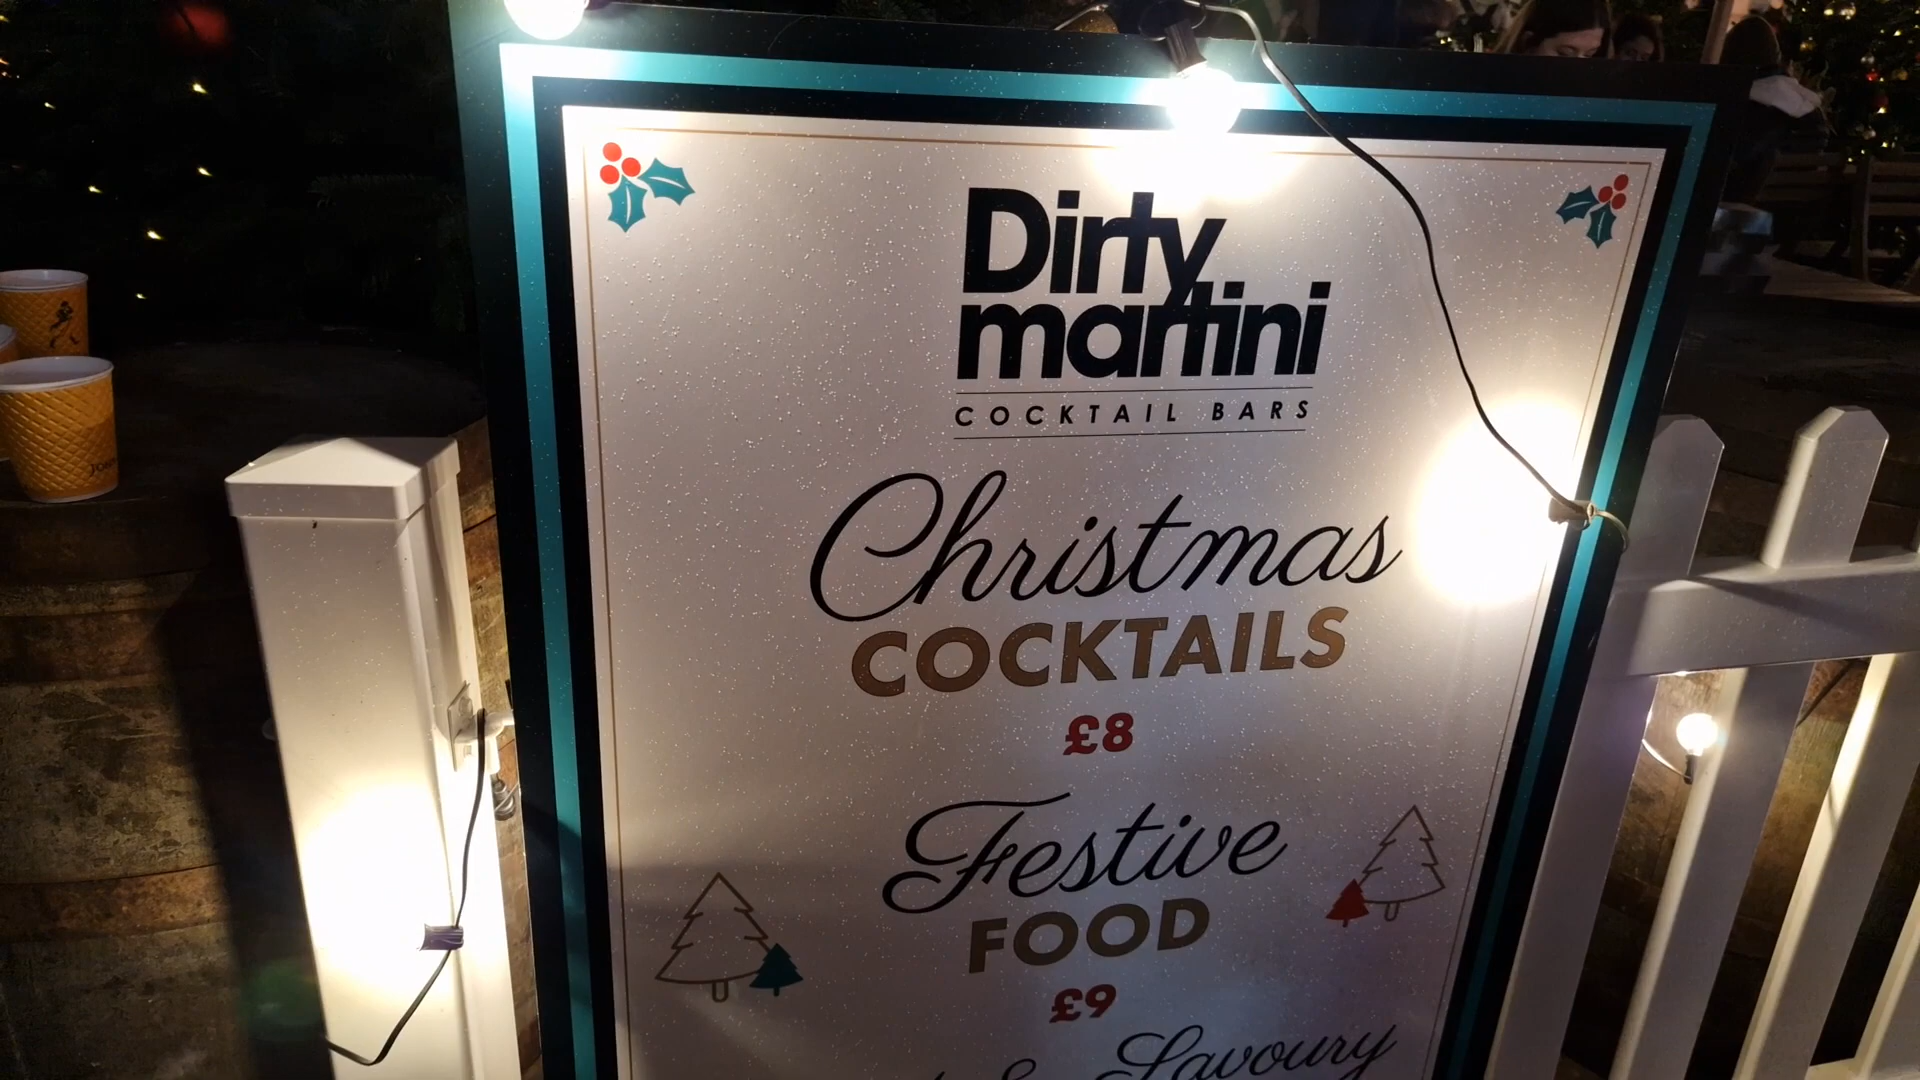 Dirty
martini
COCKTAIL BARS
Christmas
COCKTAILS
£8
Festive
FOOD
£9
& Savoury